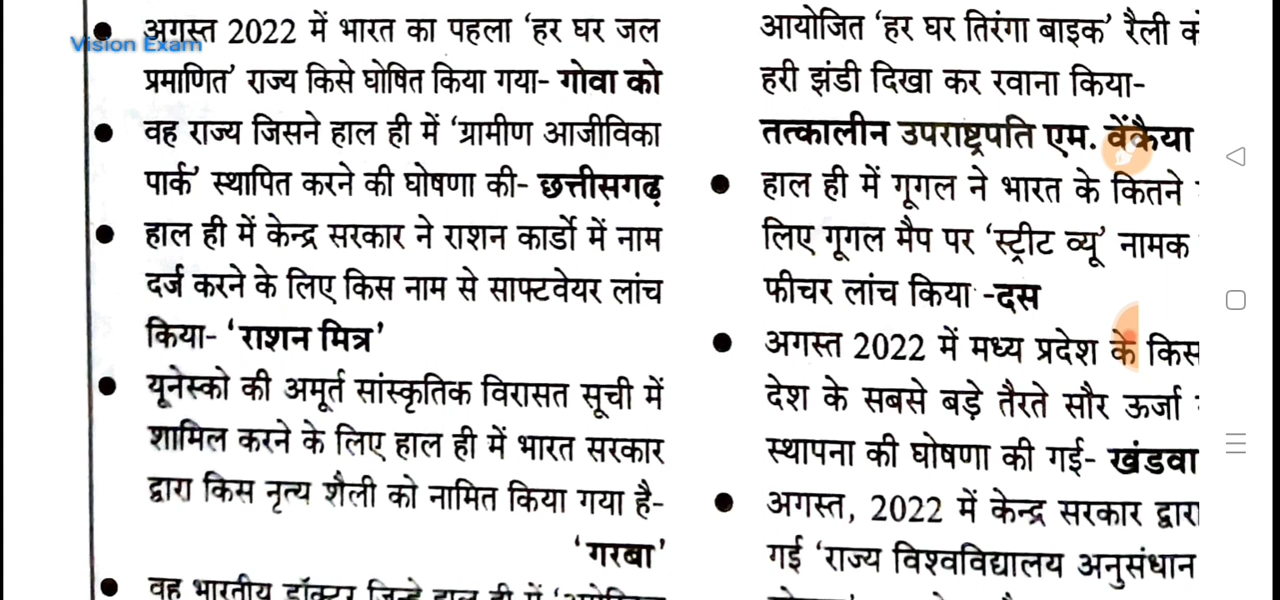 Vision Exam
अगस्त 2022 में भारत का पहला ‘हर घर जल
प्रमाणित’ राज्य किसे घोषित किया गया- गोवा को
वह राज्य जिसने हाल ही में ‘ग्रामीण आजीविका
पार्क’ स्थापित करने की घोषणा की- छत्तीसगढ़
हाल ही में केन्द्र सरकार ने राशन कार्डो में नाम
दर्ज करने के लिए किस नाम से साफ्टवेयर लांच
किया- ‘राशन मित्र’
यूनेस्को की अमूर्त सांस्कृतिक विरासत सूची में
शामिल करने के लिए हाल ही में भारत सरकार
द्वारा किस नृत्य शैली को नामित किया गया है-
‘गरबा’
वह भारतीय डॉक्टर जिन्हे हाल ही में
आयोजित ‘हर घर तिरंगा बाइक’ रैली
हरी झंडी दिखा कर रवाना किया-
तत्कालीन उपराष्ट्रपति एम. वेंकैया
हाल ही में गूगल ने भारत के कितने
लिए गूगल मैप पर ‘स्ट्रीट व्यू’ नामक
फीचर लांच किया -दस
अगस्त 2022 में मध्य प्रदेश के किस
देश के सबसे बड़े तैरते सौर ऊर्जा
स्थापना की घोषणा की गई- खंडवा
अगस्त, 2022 में केन्द्र सरकार द्वारा
गई ‘राज्य विश्वविद्यालय अनुसंधान